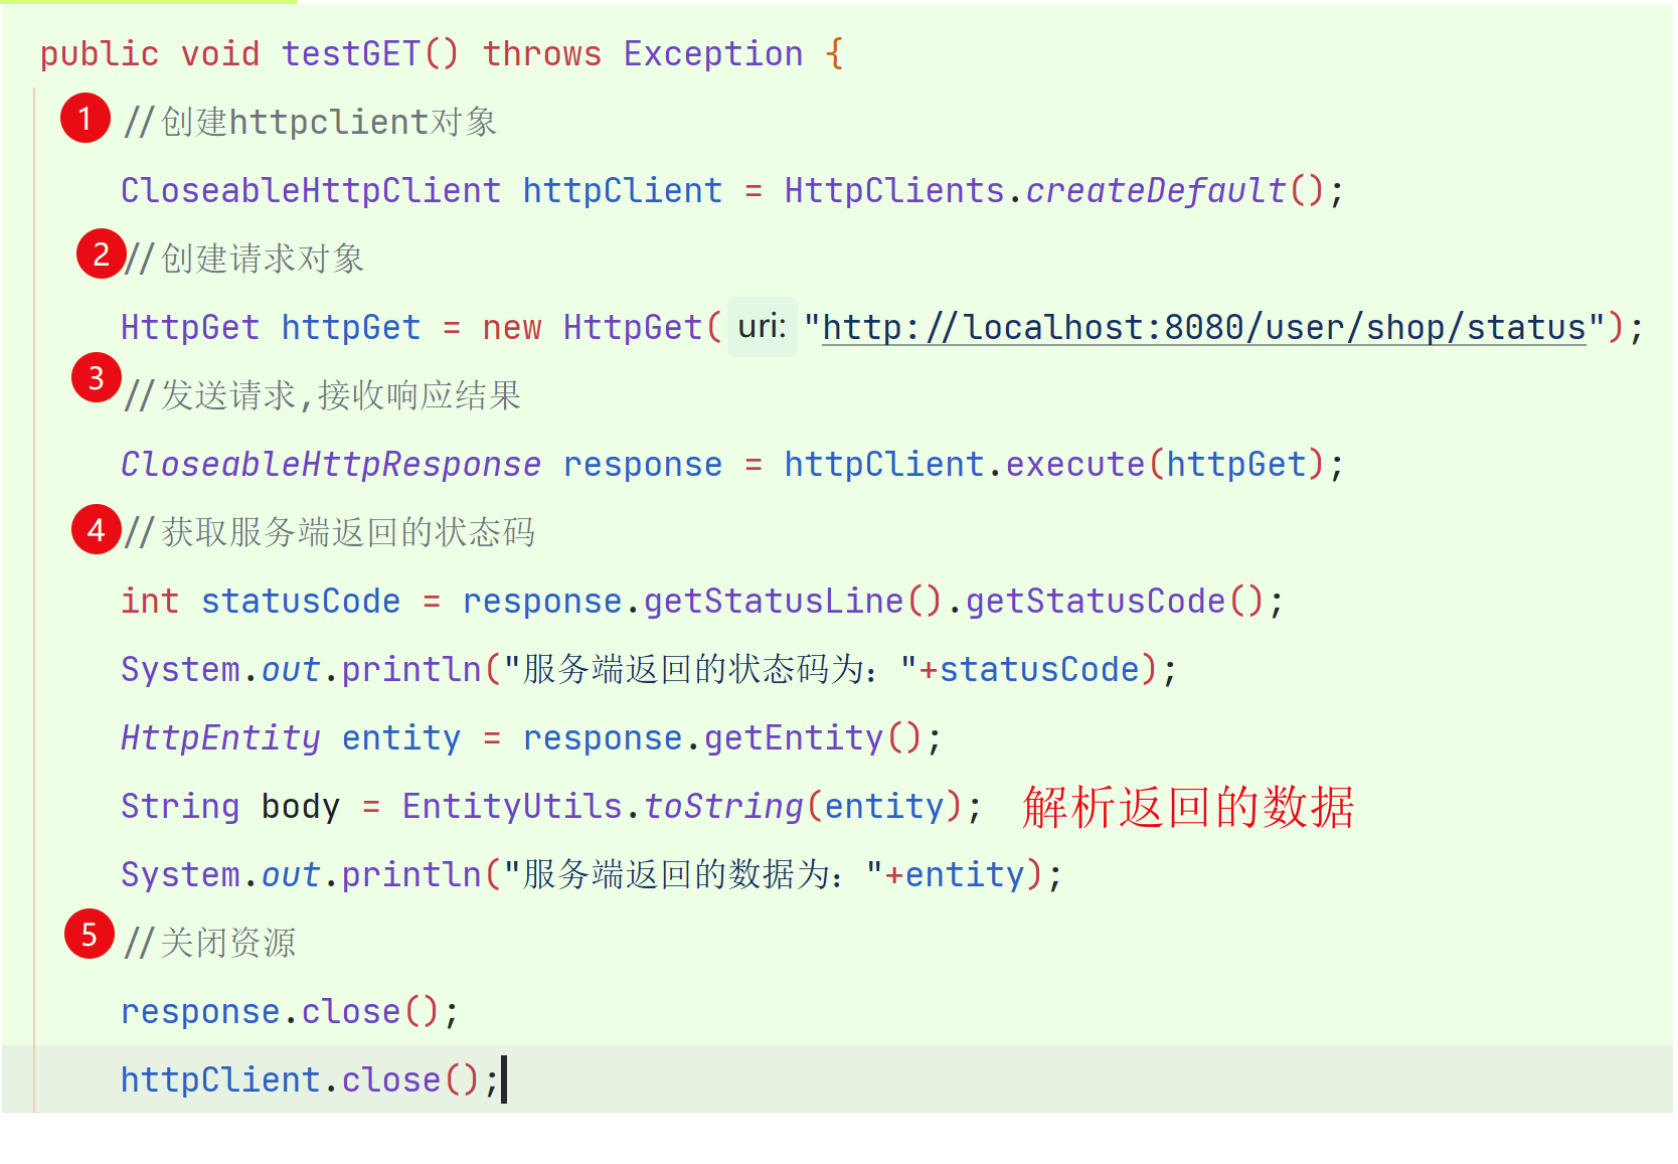 public void testGET() throws Exception {
1 //创建httpclient对象
CloseableHttpClient httpClient = HttpClients.createDefault();
2 //创建请求对象
HttpGet httpGet = new HttpGet( uri: "http://localhost:8080/user/shop/status");
3 //发送请求,接收响应结果
CloseableHttpResponse response = httpClient.execute(httpGet);
4 //获取服务端返回的状态码
int statusCode = response.getStatusLine().getStatusCode();
System.out.println("服务端返回的状态码为："+statusCode);
HttpEntity entity = response.getEntity();
String body = EntityUtils.toString(entity); 解析返回的数据
System.out.println("服务端返回的数据为："+entity);
5 //关闭资源
response.close();
httpClient.close();